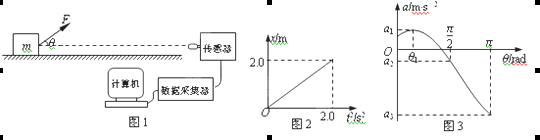 F
m
θ
传感器
计算机
数据采集器
图1
x/m
2.0
O
2.0
t²/s²
图2
a/m·s⁻²
a₁
θ₁
π/2
π
θ/rad
a₂
a₃
图3